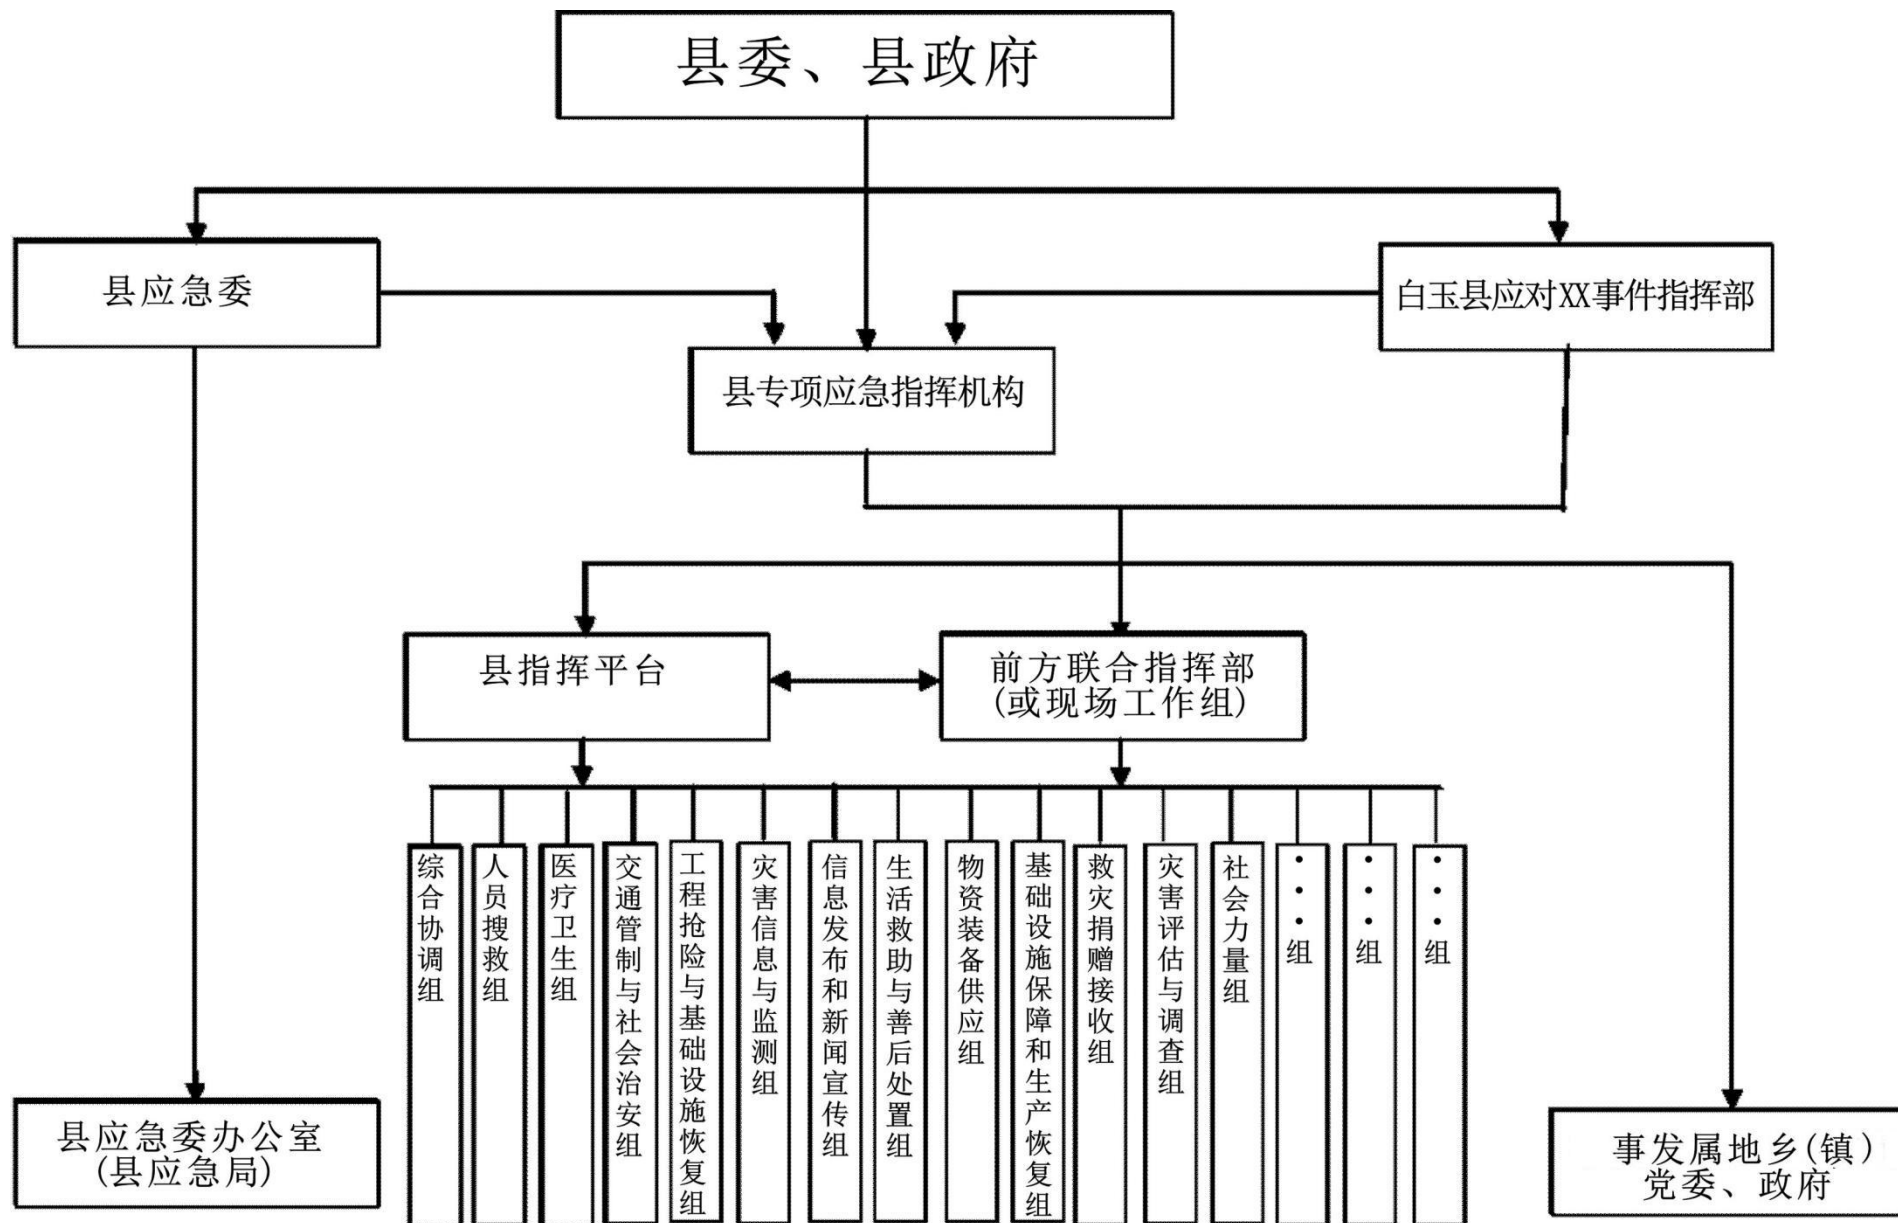 县委、县政府
县应急委
白玉县应对XX事件指挥部
县专项应急指挥机构
县指挥平台
前方联合指挥部
(或现场工作组)
综合协调组
人员搜救组
医疗卫生组
交通管制与社会治安组
工程抢险与基础设施恢复组
灾害信息与监测组
信息发布和新闻宣传组
生活救助与善后处置组
物资装备供应组
基础设施保障和生产恢复组
救灾捐赠接收组
灾害评估与调查组
社会力量组
•••组
•••组
•••组
县应急委办公室
(县应急局)
事发属地乡(镇)
党委、政府